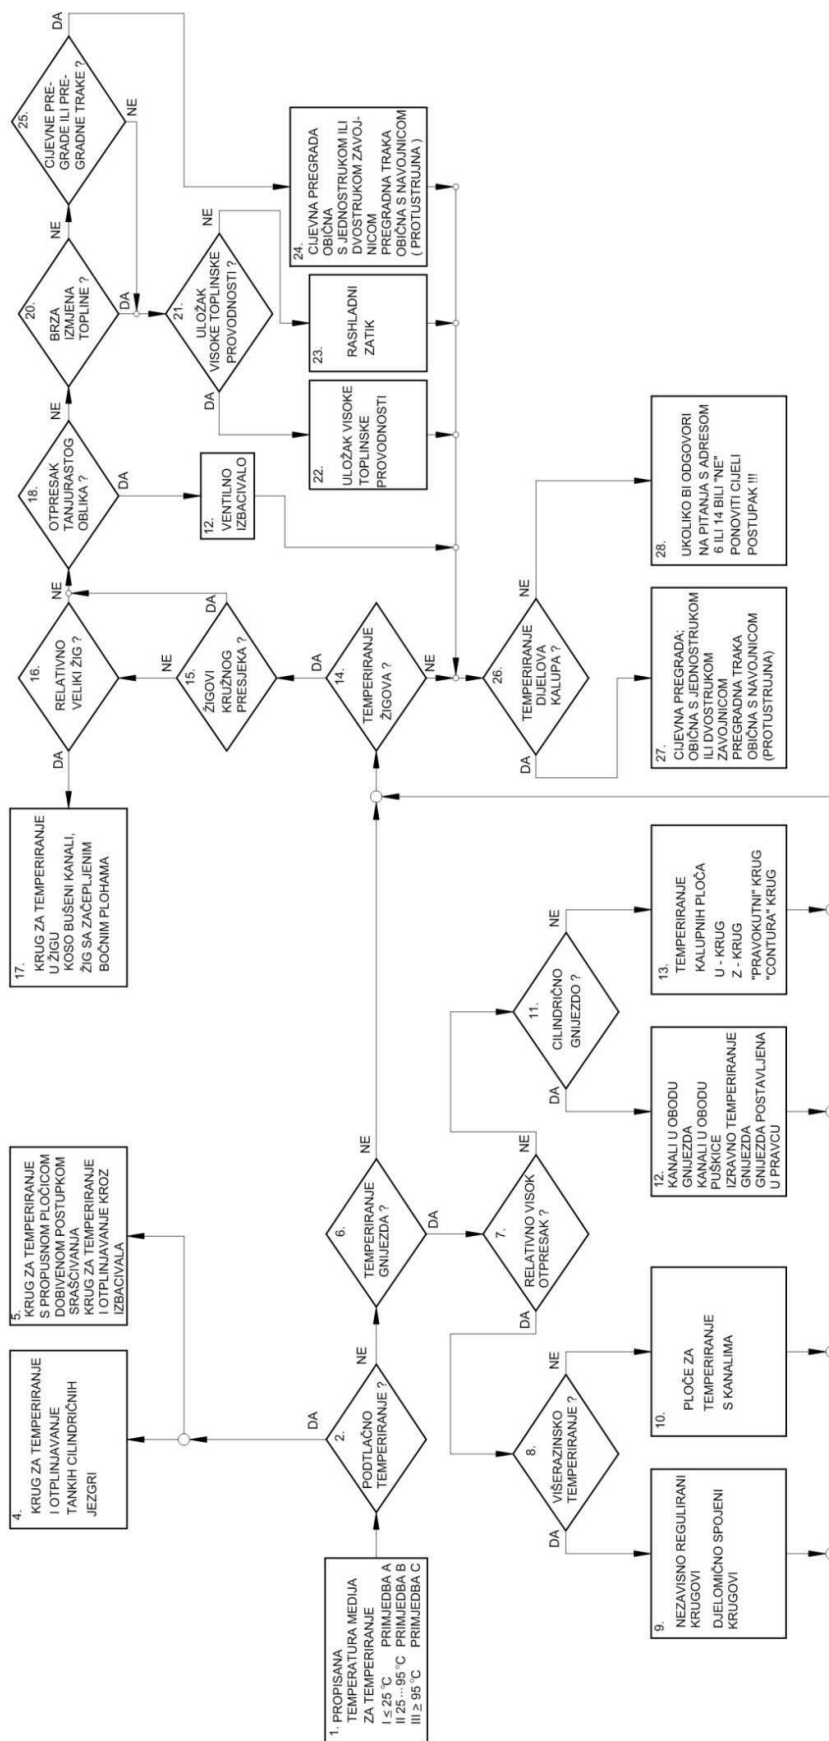 1. PROPISANA
TEMPERATURA MEDIJA
ZA TEMPERIRANJE
I ≤ 25 °C PRIMJEDBA A
II 25···95 °C PRIMJEDBA B
III ≥ 95 °C PRIMJEDBA C
2.
PODTLAČNO
TEMPERIRANJE ?
DA
NE
4.
KRUG ZA TEMPERIRANJE
I OTPLINJAVANJE
TANKIH CILINDRIČNIH
JEZGRI
5.
KRUG ZA TEMPERIRANJE
S PROPUSNOM PLOČICOM
DOBIVENOM POSTUPKOM
SRAŠĆIVANJA
KRUG ZA TEMPERIRANJE
I OTPLINJAVANJE KROZ
IZBACIVALA
6.
TEMPERIRANJE
GNIJEZDA ?
NE
DA
7.
RELATIVNO VISOK
OTPRESAK ?
DA
NE
8.
VIŠERAZINSKO
TEMPERIRANJE ?
DA
NE
9.
NEZAVISNO REGULIRANI
KRUGOVI
DJELOMIČNO SPOJENI
KRUGOVI
10.
PLOČE ZA
TEMPERIRANJE
S KANALIMA
11.
CILINDRIČNO
GNIJEZDO ?
DA
NE
12.
KANALI U OBODU
GNIJEZDA
KANALI U OBODU
PUŠKICE
IZRAVNO TEMPERIRANJE
GNIJEZDA
GNIJEZDA POSTAVLJENA
U PRAVCU
13.
TEMPERIRANJE
KALUPNIH PLOČA
U - KRUG
Z - KRUG
"PRAVOKUTNI" KRUG
"CONTURA" KRUG
14.
TEMPERIRANJE
ŽIGOVA ?
DA
NE
15.
ŽIGOVI
KRUŽNOG
PRESJEKA ?
NE
DA
16.
RELATIVNO
VELIKI ŽIG ?
DA
NE
17.
KRUG ZA TEMPERIRANJE
U ŽIGU
KOSO BUŠENI KANALI,
ŽIG SA ZAČEPLJENIM
BOČNIM PLOHAMA
18.
OTPRESAK
TANJURASTOG
OBLIKA ?
DA
NE
12.
VENTILNO
IZBACIVALO
20.
BRZA
IZMJENA
TOPLINE ?
DA
NE
21.
ULOŽAK
VISOKE TOPLINSKE
PROVODNOSTI ?
DA
NE
22.
ULOŽAK VISOKE
TOPLINSKE
PROVODNOSTI
23.
RASHLADNI
ZATIK
24.
CIJEVNA PREGRADA
OBIČNA
S JEDNOSTRUKOM ILI
DVOSTRUKOM ZAVOJ-
NICOM
PREGRADNA TRAKA
OBIČNA S NAVOJNICOM
( PROTUSTRUJNA )
25.
CIJEVNE PRE-
GRADE ILI PRE-
GRADNE TRAKE ?
NE
DA
26.
TEMPERIRANJE
DIJELOVA
KALUPA ?
DA
NE
27.
CIJEVNA PREGRADA;
OBIČNA S JEDNOSTRUKOM
ILI DVOSTRUKOM
ZAVOJNICOM
PREGRADNA TRAKA
OBIČNA S NAVOJNICOM
(PROTUSTRUJNA)
28.
UKOLIKO BI ODGOVORI
NA PITANJA S ADRESOM
6 ILI 14 BILI "NE"
PONOVITI CIJELI
POSTUPAK !!!